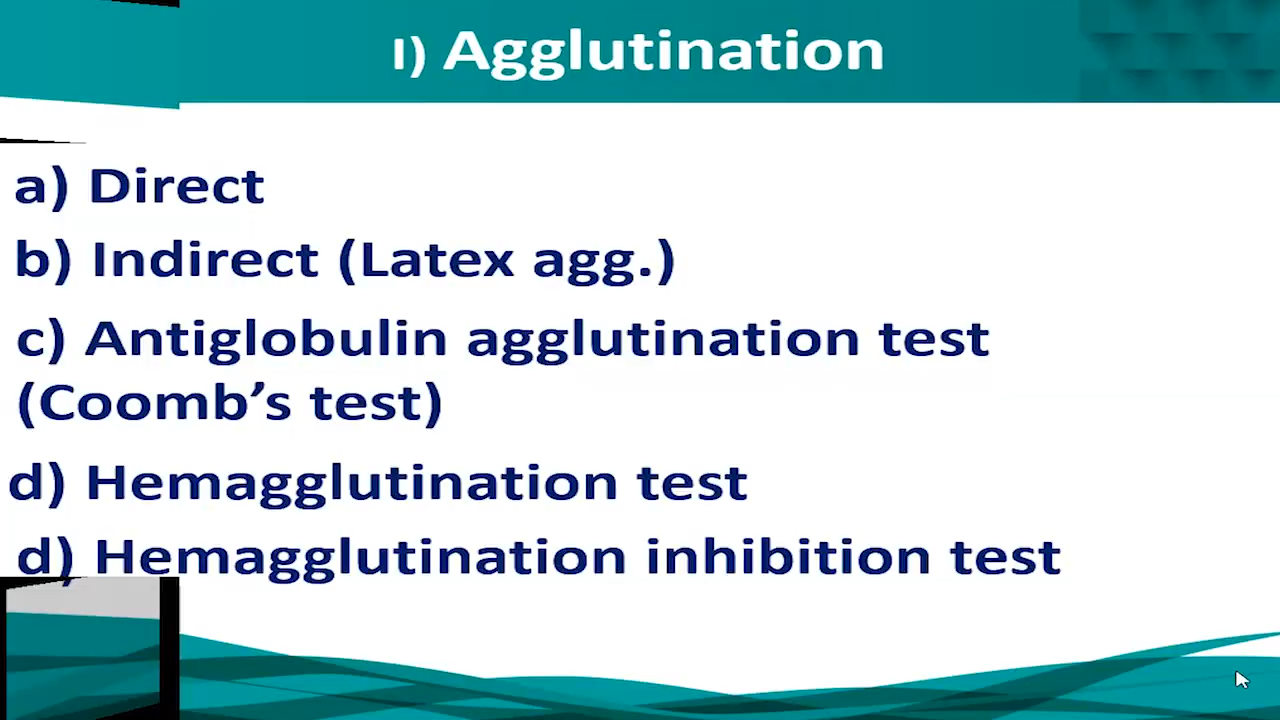 I) Agglutination
a) Direct
b) Indirect (Latex agg.)
c) Antiglobulin agglutination test
(Coomb’s test)
d) Hemagglutination test
d) Hemagglutination inhibition test